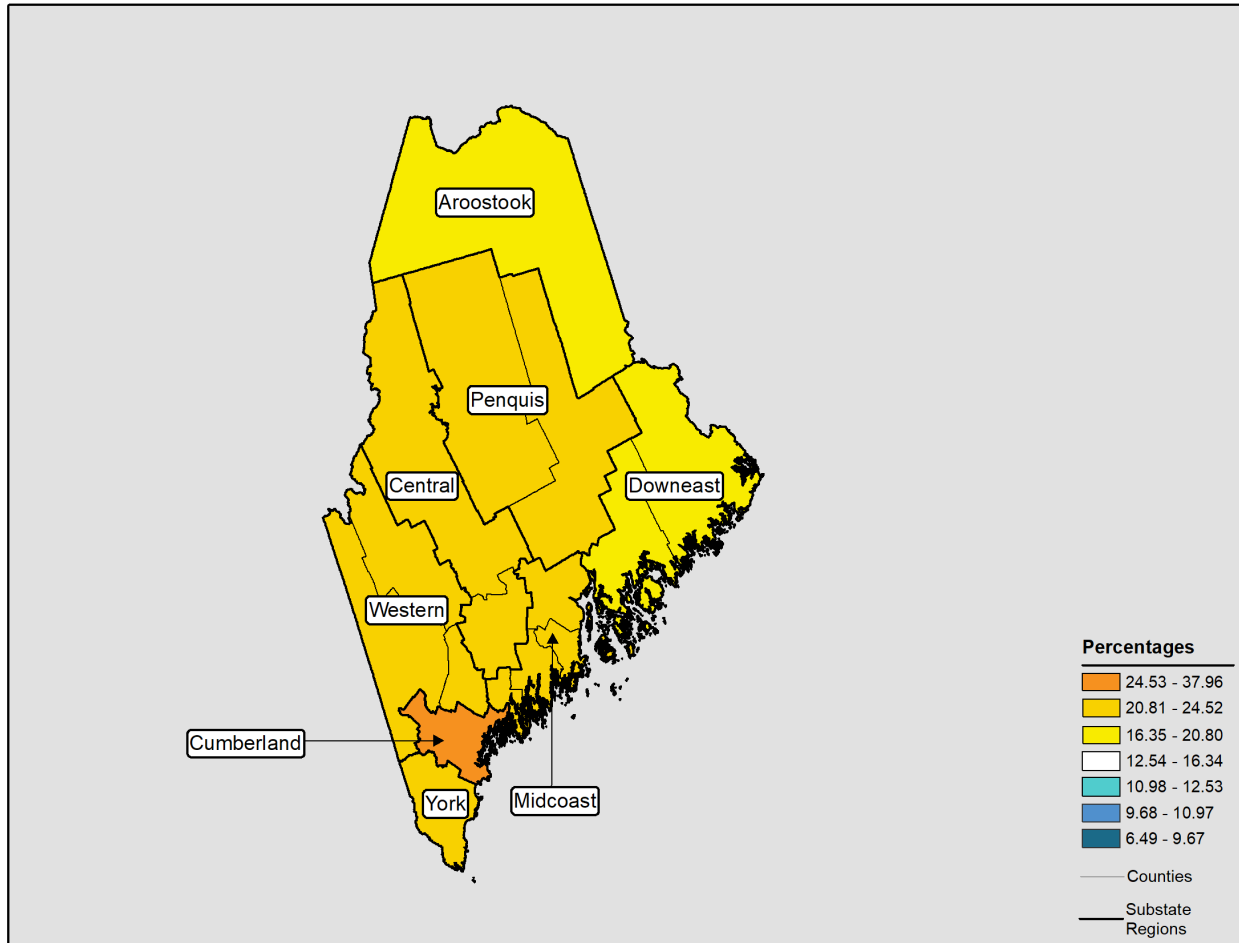 Aroostook
Penquis
Central
Downeast
Western
Cumberland
York
Midcoast
Percentages
24.53 - 37.96
20.81 - 24.52
16.35 - 20.80
12.54 - 16.34
10.98 - 12.53
9.68 - 10.97
6.49 - 9.67
Counties
Substate
Regions